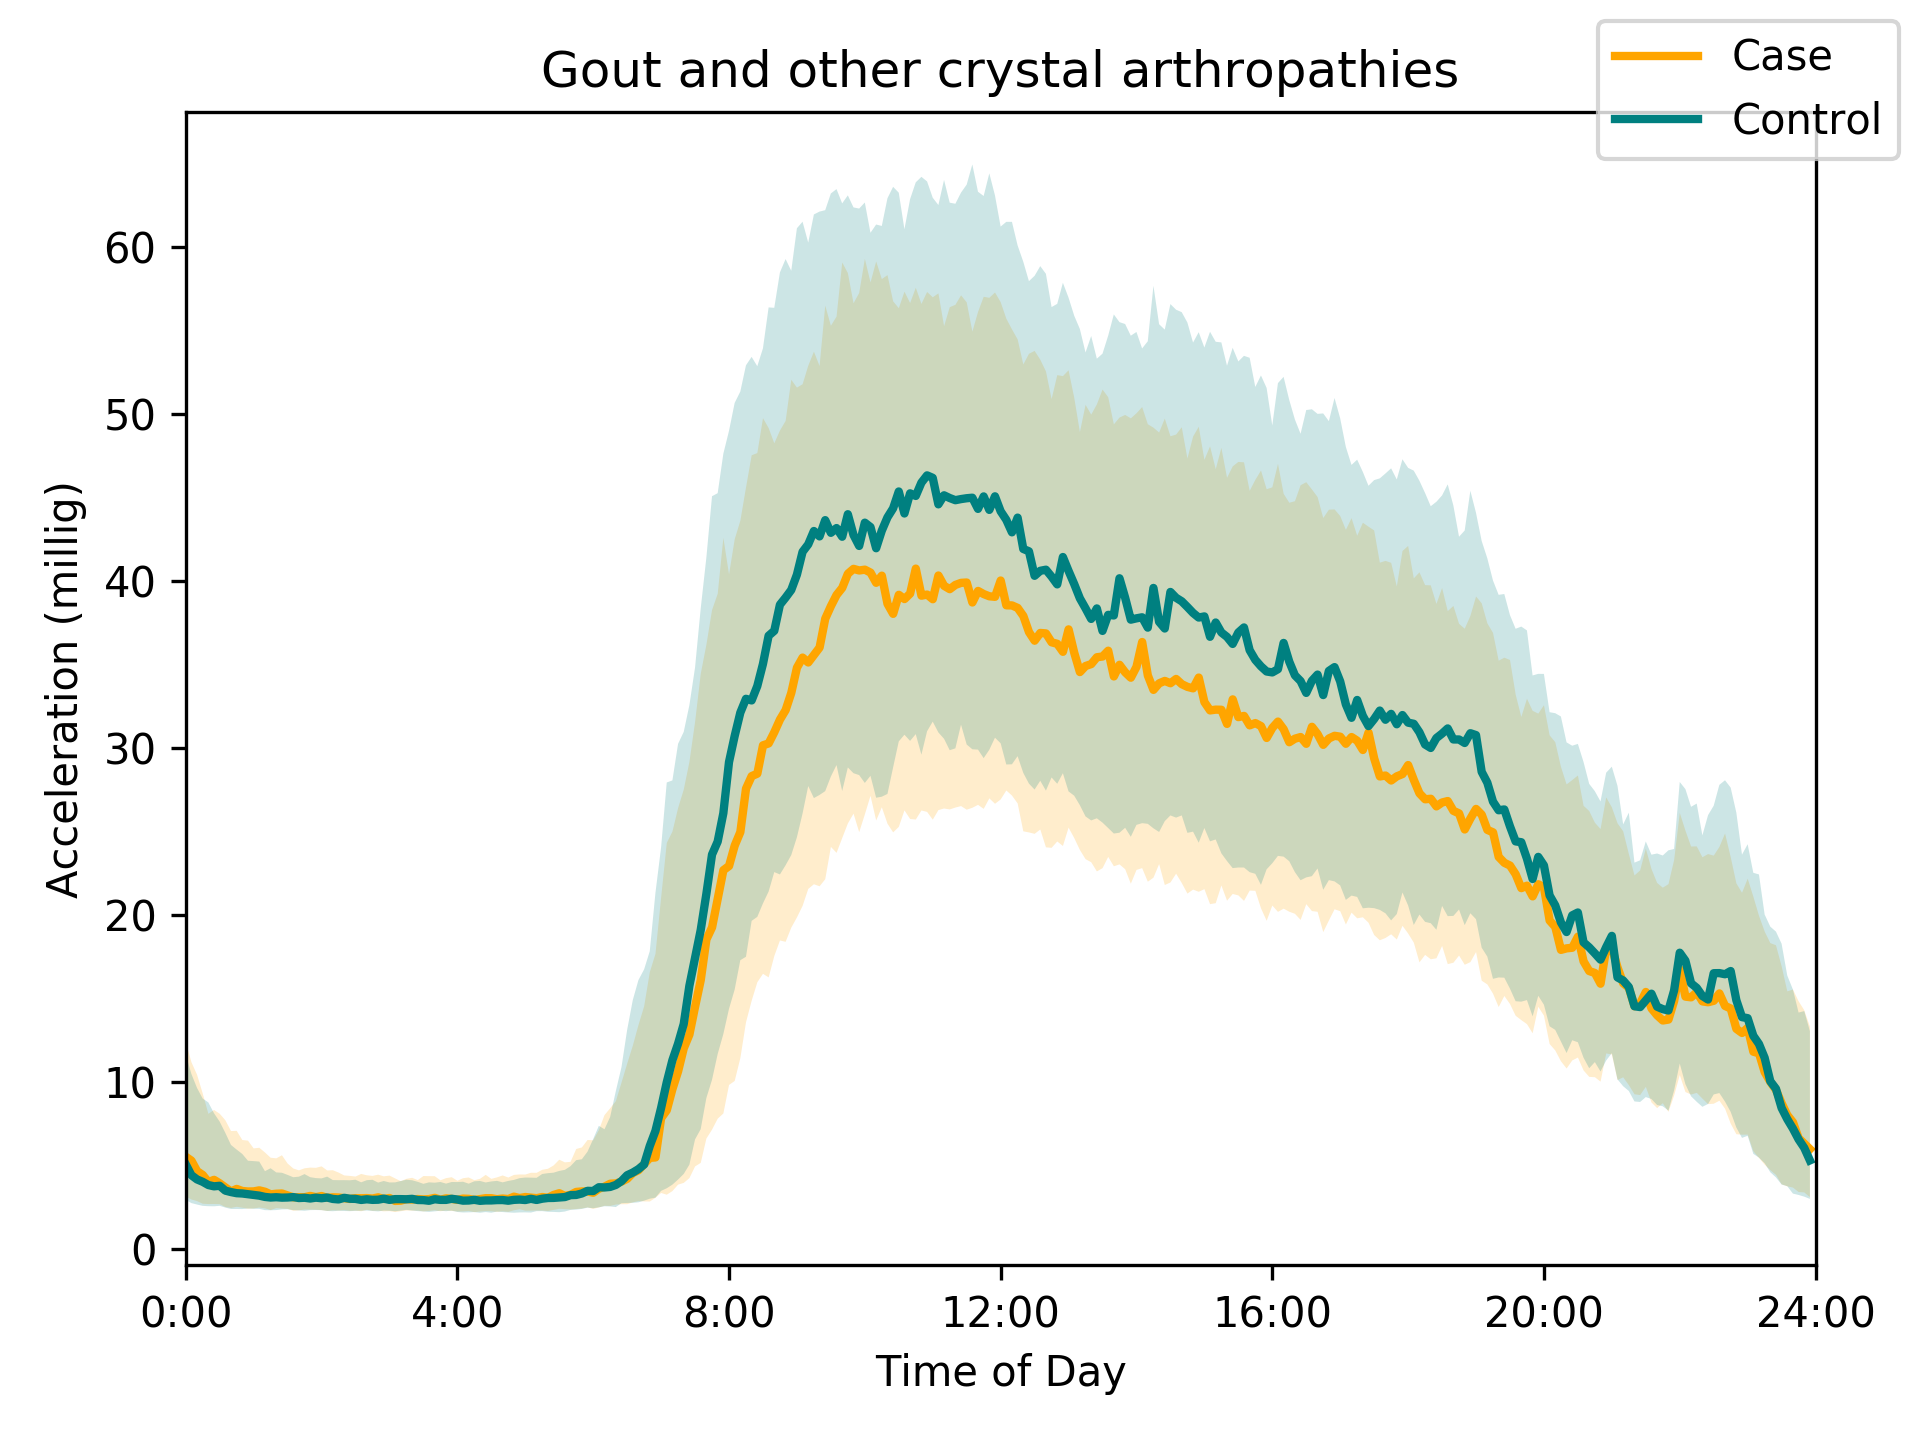 Gout and other crystal arthropathies
Case
Control
Acceleration (millig)
60
50
40
30
20
10
0
0:00 4:00 8:00 12:00 16:00 20:00 24:00
Time of Day